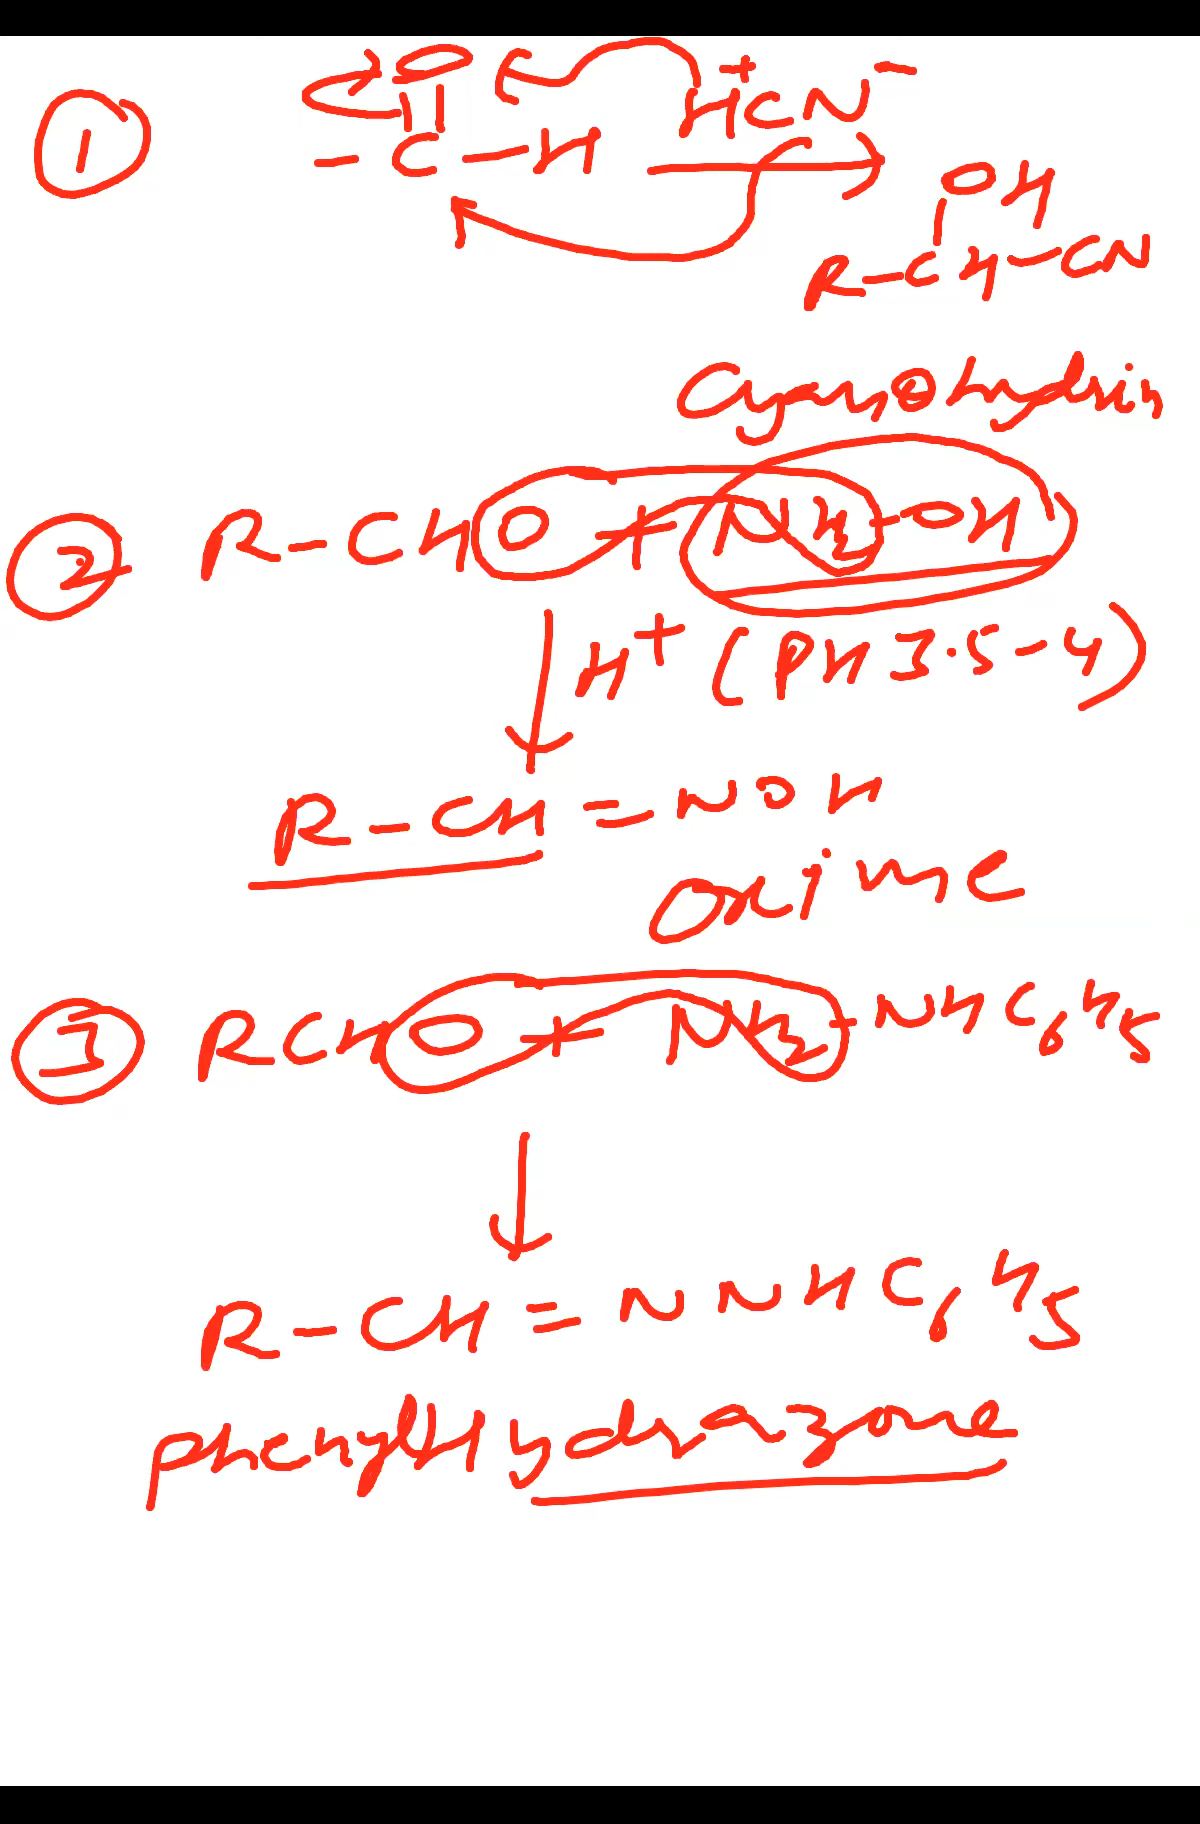 ①
O
||
-C-H
H⁺CN⁻
OH
|
R-CH-CN
Cyanohydrin
② R-CHO + NH₂-OH
H⁺ (PH 3.5-4)
R-CH=NOH
Oxime
③ RCHO + NH₂-NHC₆H₅
R-CH=NNHC₆H₅
phenylHydrazone